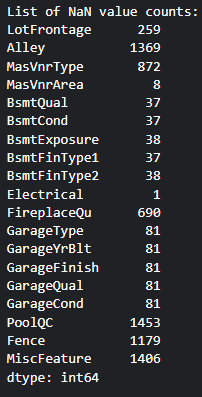 List of NaN value counts:
LotFrontage 259
Alley 1369
MasVnrType 872
MasVnrArea 8
BsmtQual 37
BsmtCond 37
BsmtExposure 38
BsmtFinType1 37
BsmtFinType2 38
Electrical 1
FireplaceQu 690
GarageType 81
GarageYrBlt 81
GarageFinish 81
GarageQual 81
GarageCond 81
PoolQC 1453
Fence 1179
MiscFeature 1406
dtype: int64